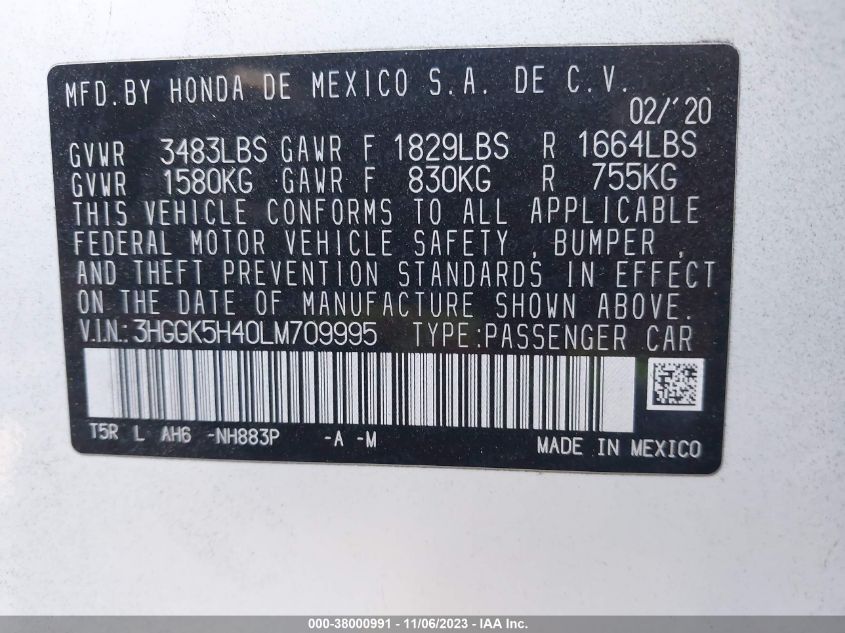 MFD.BY HONDA DE MEXICO S.A. DE C.V.
02/'20
GVWR 3483LBS GAWR F 1829LBS R 1664LBS
GVWR 1580KG GAWR F 830KG R 755KG
THIS VEHICLE CONFORMS TO ALL APPLICABLE
FEDERAL MOTOR VEHICLE SAFETY , BUMPER ,
AND THEFT PREVENTION STANDARDS IN EFFECT
ON THE DATE OF MANUFACTURE SHOWN ABOVE.
V.I.N.:3HGGK5H40LM709995 TYPE:PASSENGER CAR
T5R L AH6 -NH883P -A -M
MADE IN MEXICO
000-38000991 - 11/06/2023 - IAA Inc.